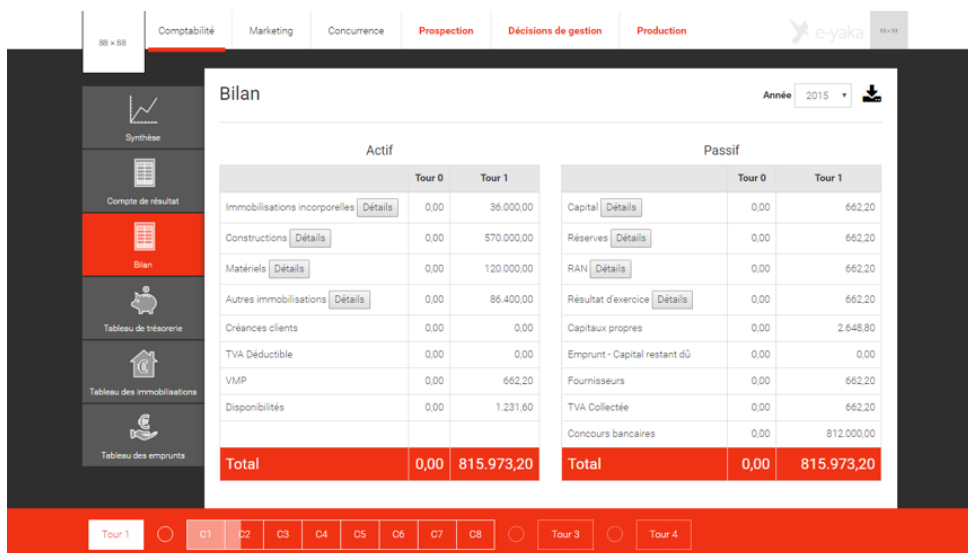 88 × 88
Comptabilité Marketing Concurrence Prospection Décisions de gestion Production
e-yaka
53 × 53
Bilan
Année 2015
Synthèse
Compte de résultat
Bilan
Tableau de trésorerie
Tableau des immobilisations
Tableau des emprunts
Actif
Tour 0 Tour 1
Immobilisations incorporelles Détails 0,00 36.000,00
Constructions Détails 0,00 570.000,00
Matériels Détails 0,00 120.000,00
Autres immobilisations Détails 0,00 86.400,00
Créances clients 0,00 0,00
TVA Déductible 0,00 0,00
VMP 0,00 662,20
Disponibilités 0,00 1.231,60
Total 0,00 815.973,20
Passif
Tour 0 Tour 1
Capital Détails 0,00 662,20
Réserves Détails 0,00 662,20
RAN Détails 0,00 662,20
Résultat d'exercice Détails 0,00 662,20
Capitaux propres 0,00 2.648,80
Emprunt - Capital restant dû 0,00 0,00
Fournisseurs 0,00 662,20
TVA Collectée 0,00 662,20
Concours bancaires 0,00 812.000,00
Total 0,00 815.973,20
Tour 1 C1 C2 C3 C4 C5 C6 C7 C8 Tour 3 Tour 4